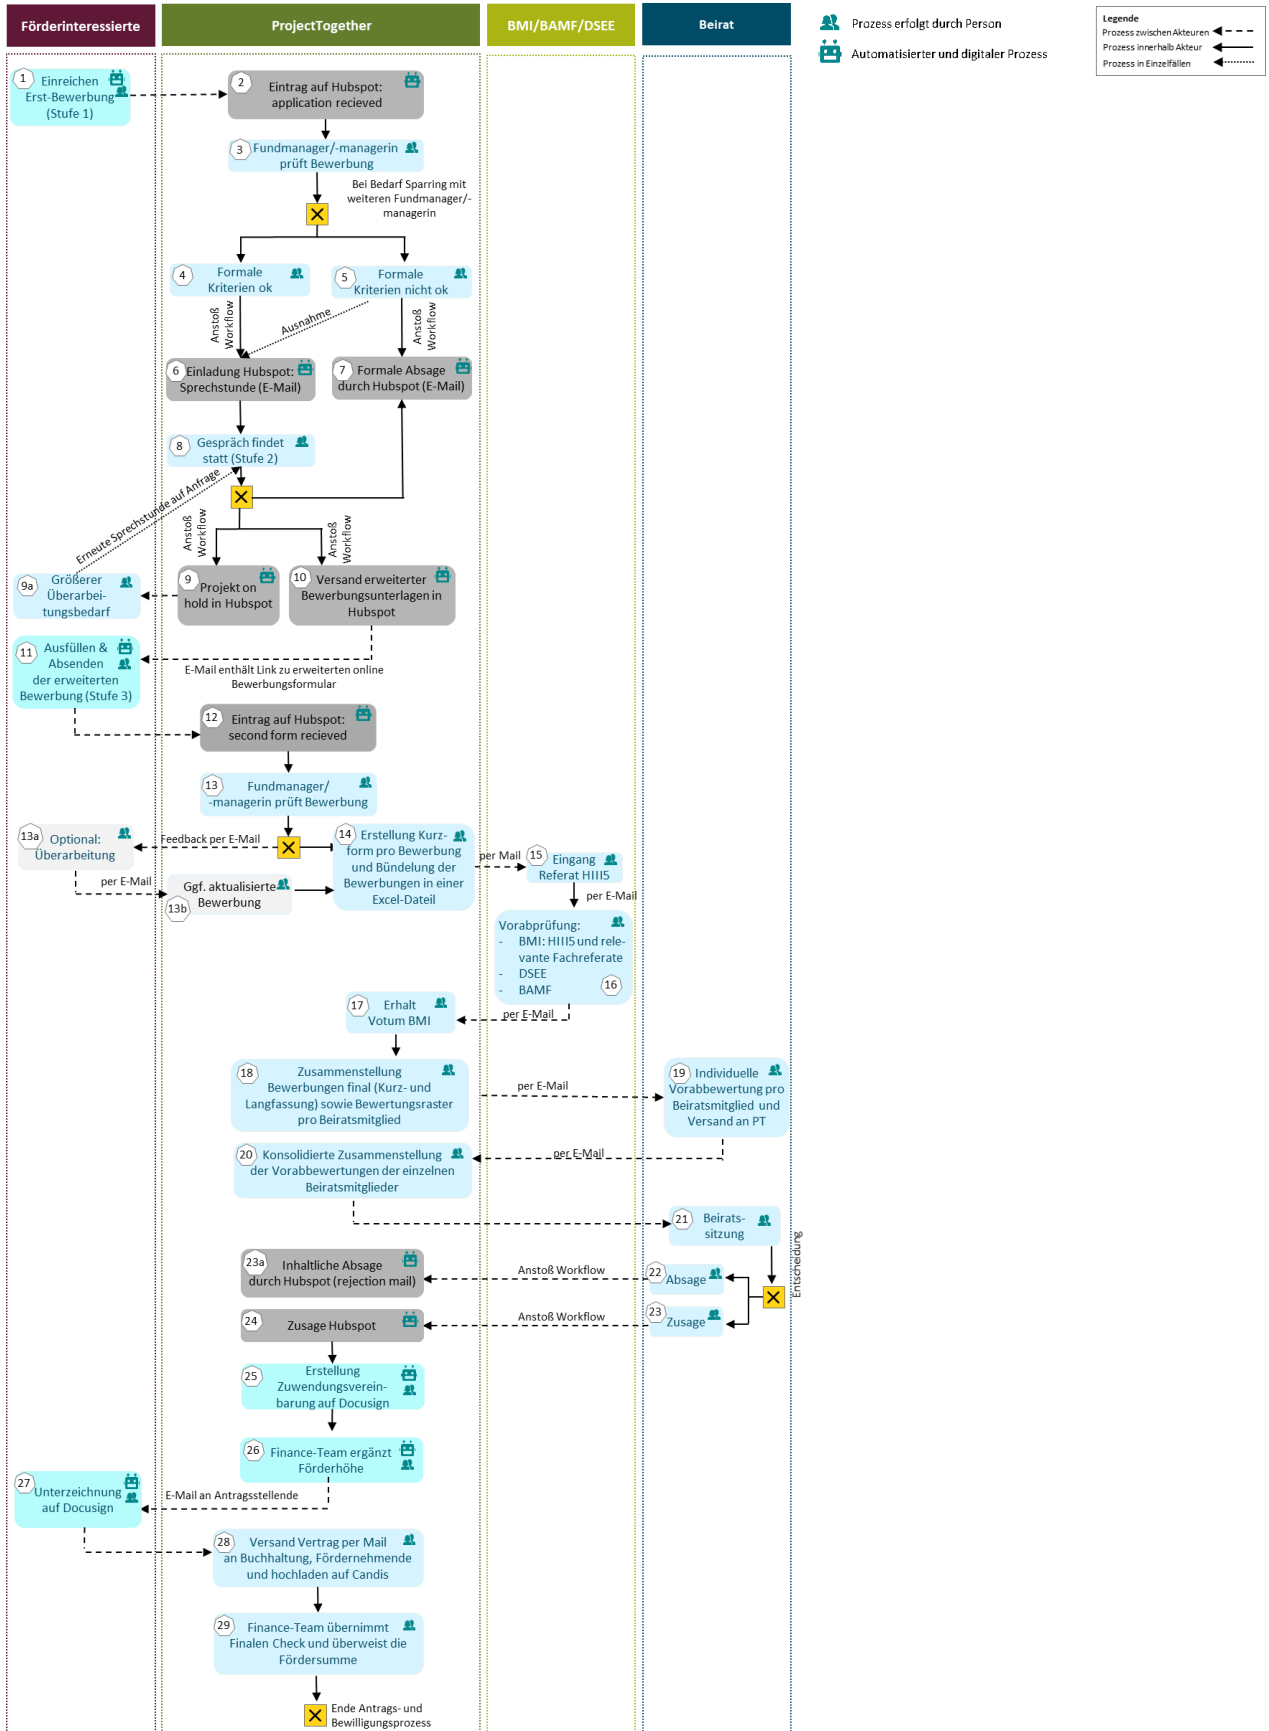 Förderinteressierte
ProjectTogether
BMI/BAMF/DSEE
Beirat
Prozess erfolgt durch Person
Automatisierter und digitaler Prozess
Legende
Prozess zwischen Akteuren
Prozess innerhalb Akteur
Prozess in Einzelfällen
1
Einreichen
Erst-Bewerbung
(Stufe 1)
2
Eintrag auf Hubspot:
application recieved
3
Fundmanager/-managerin
prüft Bewerbung
Bei Bedarf Sparring mit
weiteren Fundmanager/-
managerin
4
Formale
Kriterien ok
5
Formale
Kriterien nicht ok
Anstoß
Workflow
Ausnahme
Anstoß
Workflow
6
Einladung Hubspot:
Sprechstunde (E-Mail)
7
Formale Absage
durch Hubspot (E-Mail)
8
Gespräch findet
statt (Stufe 2)
Erneute Sprechstunde auf Anfrage
Anstoß
Workflow
Anstoß
Workflow
9a
Größerer
Überarbei-
tungsbedarf
9
Projekt on
hold in Hubspot
10
Versand erweiterter
Bewerbungsunterlagen in
Hubspot
11
Ausfüllen &
Absenden
der erweiterten
Bewerbung (Stufe 3)
E-Mail enthält Link zu erweiterten online
Bewerbungsformular
12
Eintrag auf Hubspot:
second form recieved
13
Fundmanager/
-managerin prüft Bewerbung
13a
Optional:
Überarbeitung
Feedback per E-Mail
14
Erstellung Kurz-
form pro Bewerbung
und Bündelung der
Bewerbungen in einer
Excel-Dateil
per Mail
15
Eingang
Referat HIII5
per E-Mail
Ggf. aktualisierte
Bewerbung
13b
per E-Mail
Vorabprüfung:
- BMI: HIII5 und rele-
vante Fachreferate
- DSEE
- BAMF
16
17
Erhalt
Votum BMI
per E-Mail
18
Zusammenstellung
Bewerbungen final (Kurz- und
Langfassung) sowie Bewertungsraster
pro Beiratsmitglied
per E-Mail
19
Individuelle
Vorabbewertung pro
Beiratsmitglied und
Versand an PT
20
Konsolidierte Zusammenstellung
der Vorabbewertungen der einzelnen
Beiratsmitglieder
per E-Mail
21
Beirats-
sitzung
Entscheidung
23a
Inhaltliche Absage
durch Hubspot (rejection mail)
Anstoß Workflow
22
Absage
24
Zusage Hubspot
Anstoß Workflow
23
Zusage
25
Erstellung
Zuwendungsverein-
barung auf Docusign
26
Finance-Team ergänzt
Förderhöhe
27
Unterzeichnung
auf Docusign
E-Mail an Antragsstellende
28
Versand Vertrag per Mail
an Buchhaltung, Fördernehmende
und hochladen auf Candis
29
Finance-Team übernimmt
Finalen Check und überweist die
Fördersumme
Ende Antrags- und
Bewilligungsprozess